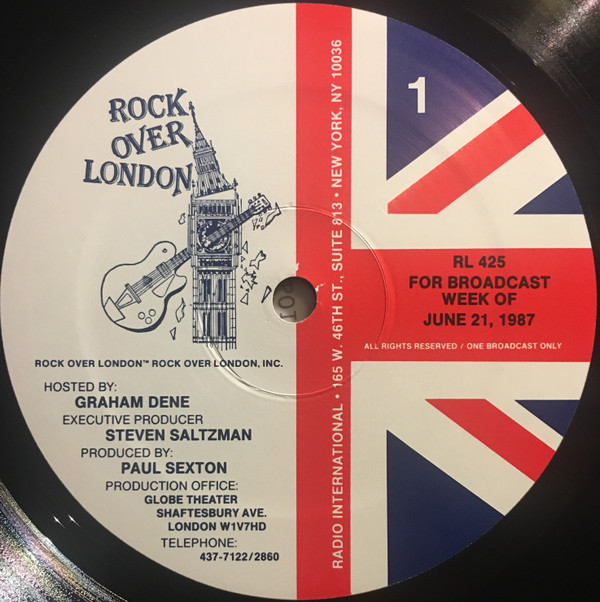 ROCK
OVER
LONDON
ROCK OVER LONDON™ ROCK OVER LONDON, INC.
HOSTED BY:
GRAHAM DENE
EXECUTIVE PRODUCER
STEVEN SALTZMAN
PRODUCED BY:
PAUL SEXTON
PRODUCTION OFFICE:
GLOBE THEATER
SHAFTESBURY AVE.
LONDON W1V7HD
TELEPHONE:
437-7122/2860
RADIO INTERNATIONAL • 165 W. 46TH ST., SUITE 813 • NEW YORK, NY 10036
1
RL 425
FOR BROADCAST
WEEK OF
JUNE 21, 1987
ALL RIGHTS RESERVED / ONE BROADCAST ONLY